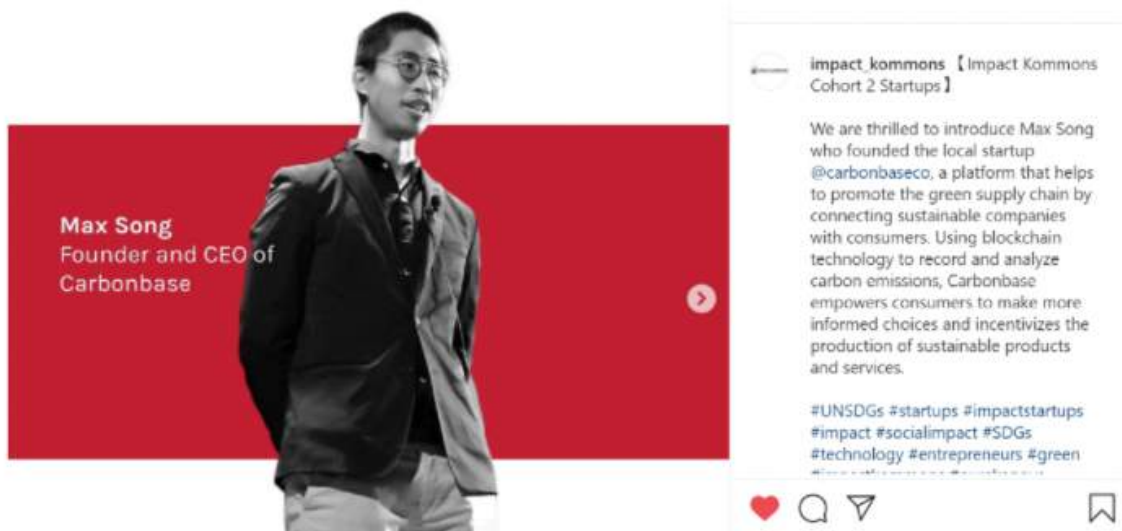 Max Song
Founder and CEO of
Carbonbase
impact_kommons 【Impact Kommons
Cohort 2 Startups】
We are thrilled to introduce Max Song
who founded the local startup
@carbonbaseco, a platform that helps
to promote the green supply chain by
connecting sustainable companies
with consumers. Using blockchain
technology to record and analyze
carbon emissions, Carbonbase
empowers consumers to make more
informed choices and incentivizes the
production of sustainable products
and services.
#UNSDGs #startups #impactstartups
#impact #socialimpact #SDGs
#technology #entrepreneurs #green